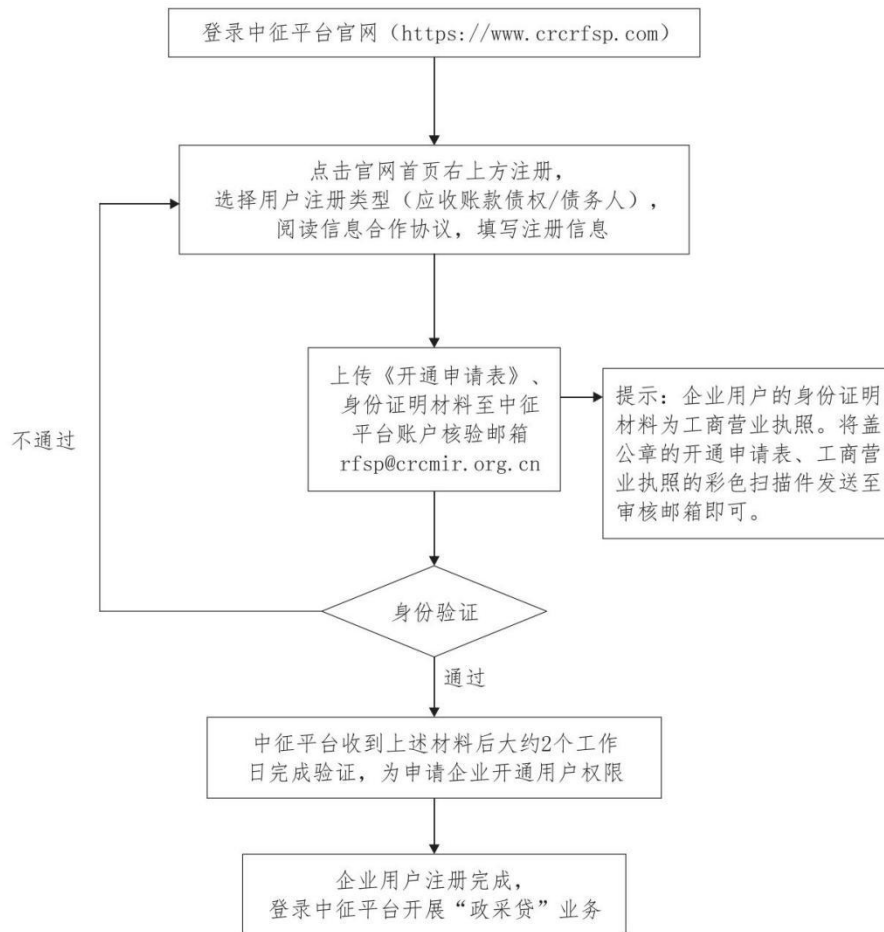 登录中征平台官网（https://www.crcrfsp.com）
点击官网首页右上方注册，
选择用户注册类型（应收账款债权/债务人），
阅读信息合作协议，填写注册信息
上传《开通申请表》、
身份证明材料至中征
平台账户核验邮箱
rfsp@crcmir.org.cn
提示：企业用户的身份证明
材料为工商营业执照。将盖
公章的开通申请表、工商营
业执照的彩色扫描件发送至
审核邮箱即可。
不通过
身份验证
通过
中征平台收到上述材料后大约2个工作
日完成验证，为申请企业开通用户权限
企业用户注册完成，
登录中征平台开展“政采贷”业务